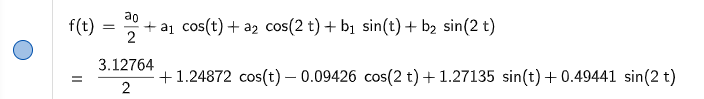 f(t) = a₀/2 + a₁ cos(t) + a₂ cos(2 t) + b₁ sin(t) + b₂ sin(2 t)
= 3.12764/2 + 1.24872 cos(t) − 0.09426 cos(2 t) + 1.27135 sin(t) + 0.49441 sin(2 t)